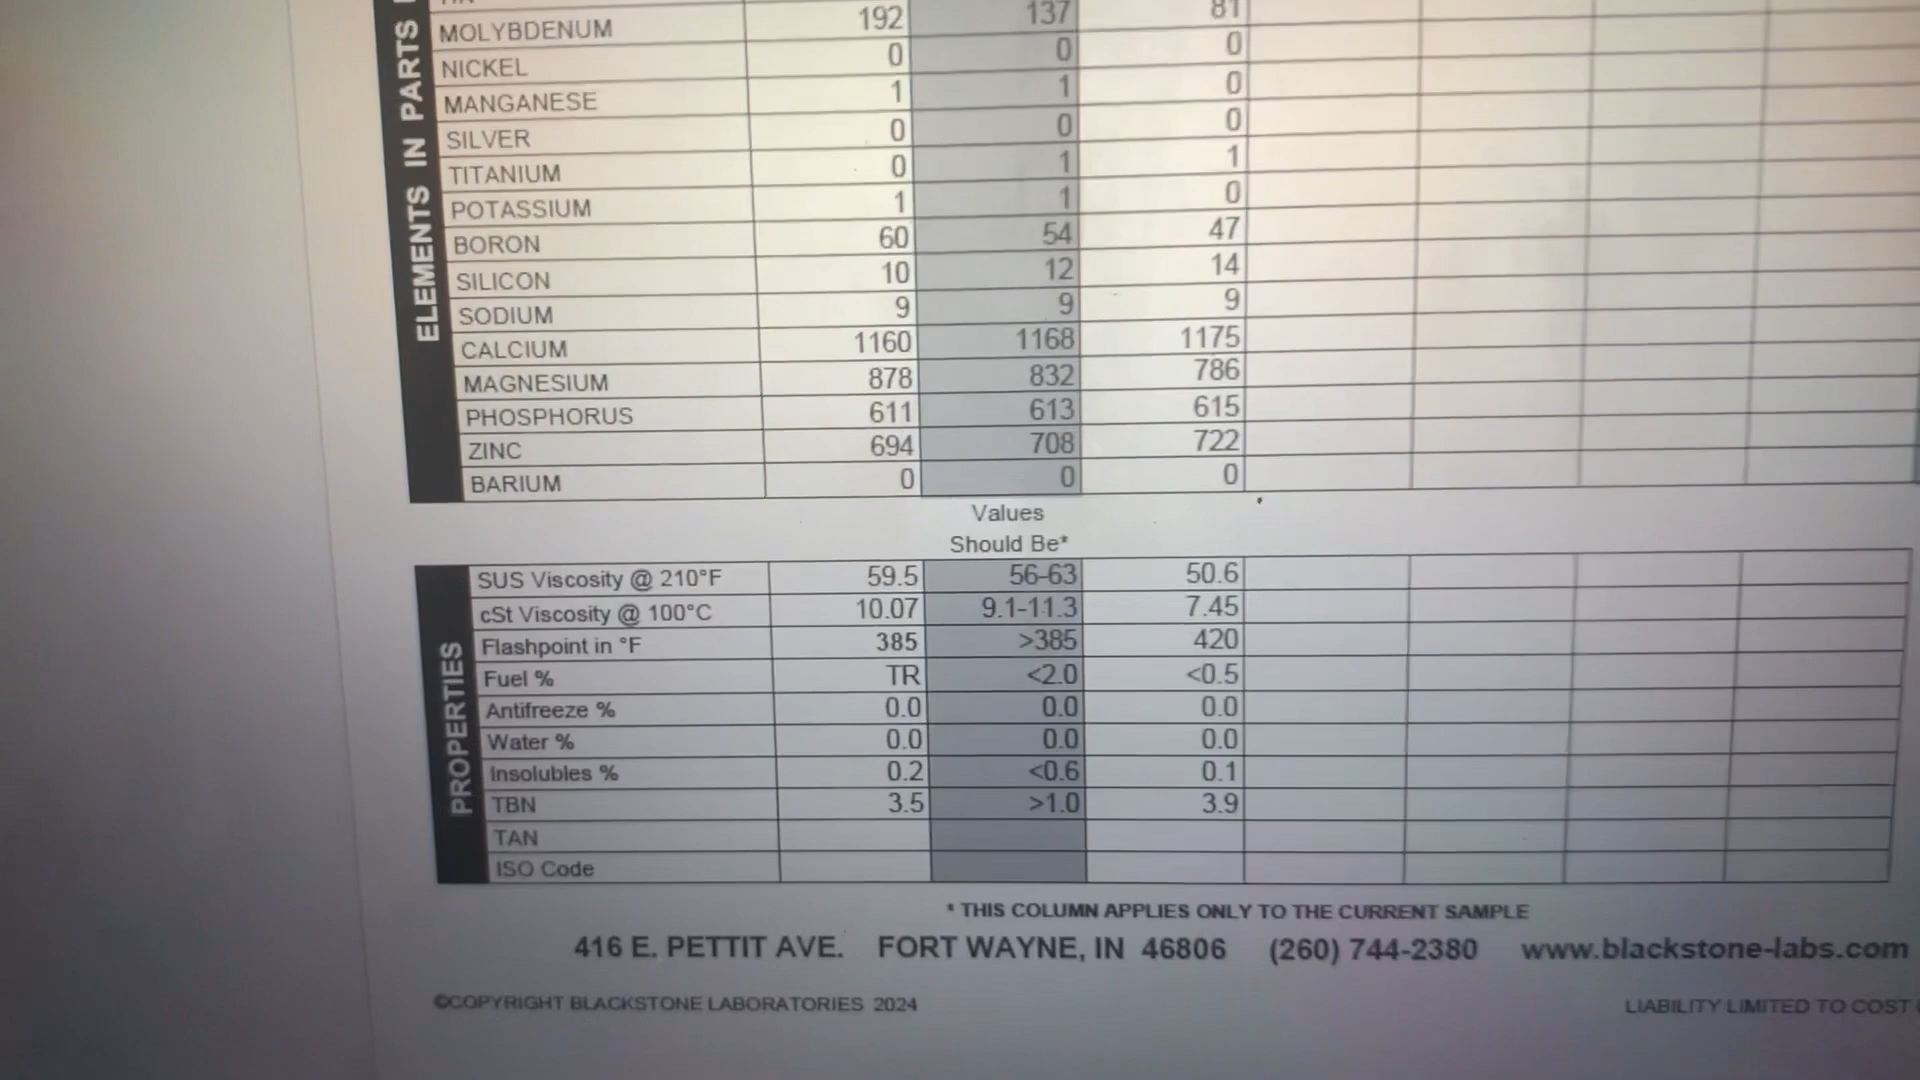 ELEMENTS IN PARTS
MOLYBDENUM 192 137 81
NICKEL 0 0 0
MANGANESE 1 1 0
SILVER 0 0 0
TITANIUM 0 1 1
POTASSIUM 1 1 0
BORON 60 54 47
SILICON 10 12 14
SODIUM 9 9 9
CALCIUM 1160 1168 1175
MAGNESIUM 878 832 786
PHOSPHORUS 611 613 615
ZINC 694 708 722
BARIUM 0 0 0
Values
Should Be*
PROPERTIES
SUS Viscosity @ 210°F 59.5 56-63 50.6
cSt Viscosity @ 100°C 10.07 9.1-11.3 7.45
Flashpoint in °F 385 >385 420
Fuel % TR <2.0 <0.5
Antifreeze % 0.0 0.0 0.0
Water % 0.0 0.0 0.0
Insolubles % 0.2 <0.6 0.1
TBN 3.5 >1.0 3.9
TAN
ISO Code
* THIS COLUMN APPLIES ONLY TO THE CURRENT SAMPLE
416 E. PETTIT AVE. FORT WAYNE, IN 46806 (260) 744-2380 www.blackstone-labs.com
©COPYRIGHT BLACKSTONE LABORATORIES 2024
LIABILITY LIMITED TO COST